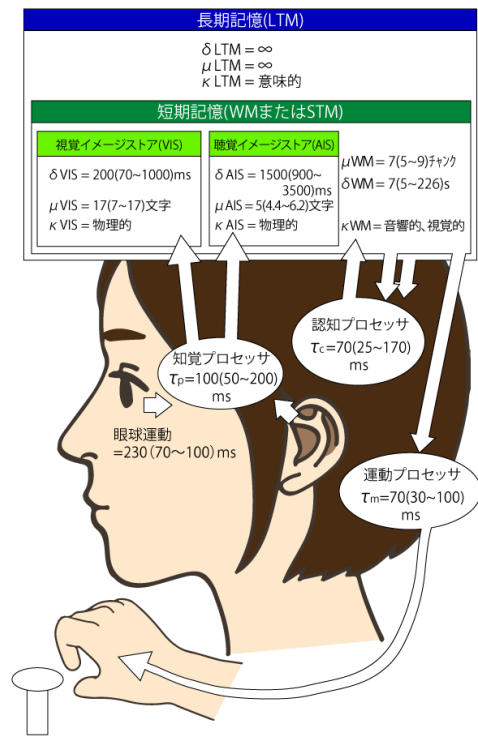 長期記憶(LTM)
δ LTM = ∞
μ LTM = ∞
κ LTM = 意味的
短期記憶(WMまたはSTM)
視覚イメージストア(VIS)
δ VIS = 200(70~1000)ms
μ VIS = 17(7~17)文字
κ VIS = 物理的
聴覚イメージストア(AIS)
δ AIS = 1500(900~
3500)ms
μ AIS = 5(4.4~6.2)文字
κ AIS = 物理的
μWM = 7(5~9)ﾁｬﾝｸ
δWM = 7(5~226)s
κWM = 音響的、視覚的
認知プロセッサ
τc=70(25~170)
ms
知覚プロセッサ
τp=100(50~200)
ms
眼球運動
=230（70～100）ms
運動プロセッサ
τm=70(30~100)
ms